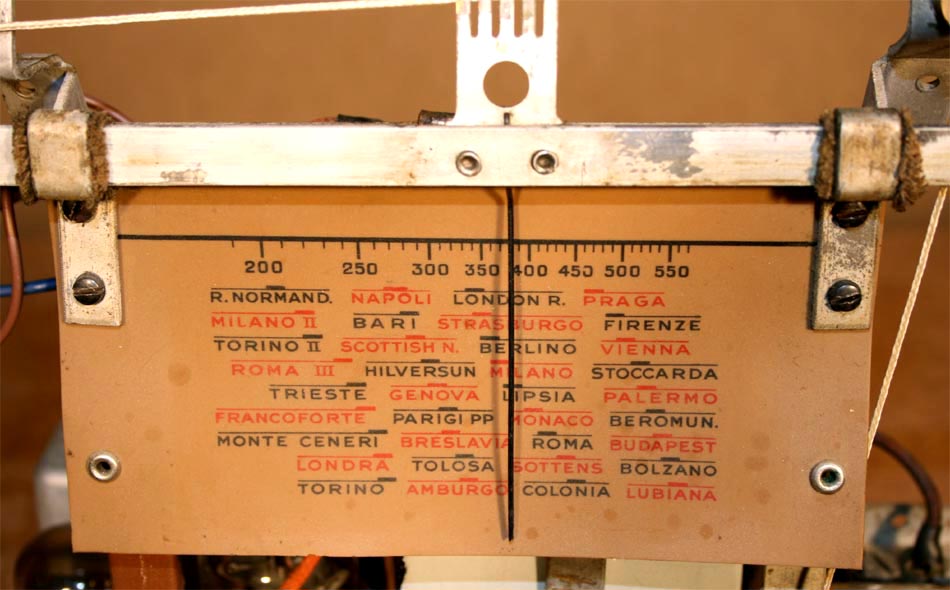 200 250 300 350 400 450 500 550
R. NORMAND. NAPOLI LONDON R. PRAGA
MILANO II BARI STRASBURGO FIRENZE
TORINO II SCOTTISH N. BERLINO VIENNA
ROMA III HILVERSUN MILANO STOCCARDA
TRIESTE GENOVA LIPSIA PALERMO
FRANCOFORTE PARIGI PP MONACO BEROMUN.
MONTE CENERI BRESLAVIA ROMA BUDAPEST
LONDRA TOLOSA SOTTENS BOLZANO
TORINO AMBURGO COLONIA LUBIANA